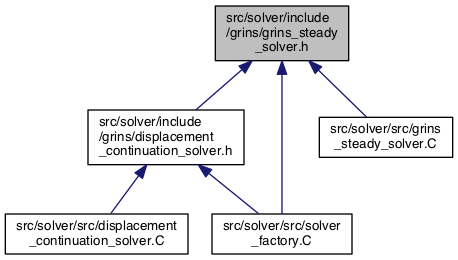 src/solver/include
/grins/grins_steady
_solver.h
src/solver/include
/grins/displacement
_continuation_solver.h
src/solver/src/grins
_steady_solver.C
src/solver/src/displacement
_continuation_solver.C
src/solver/src/solver
_factory.C